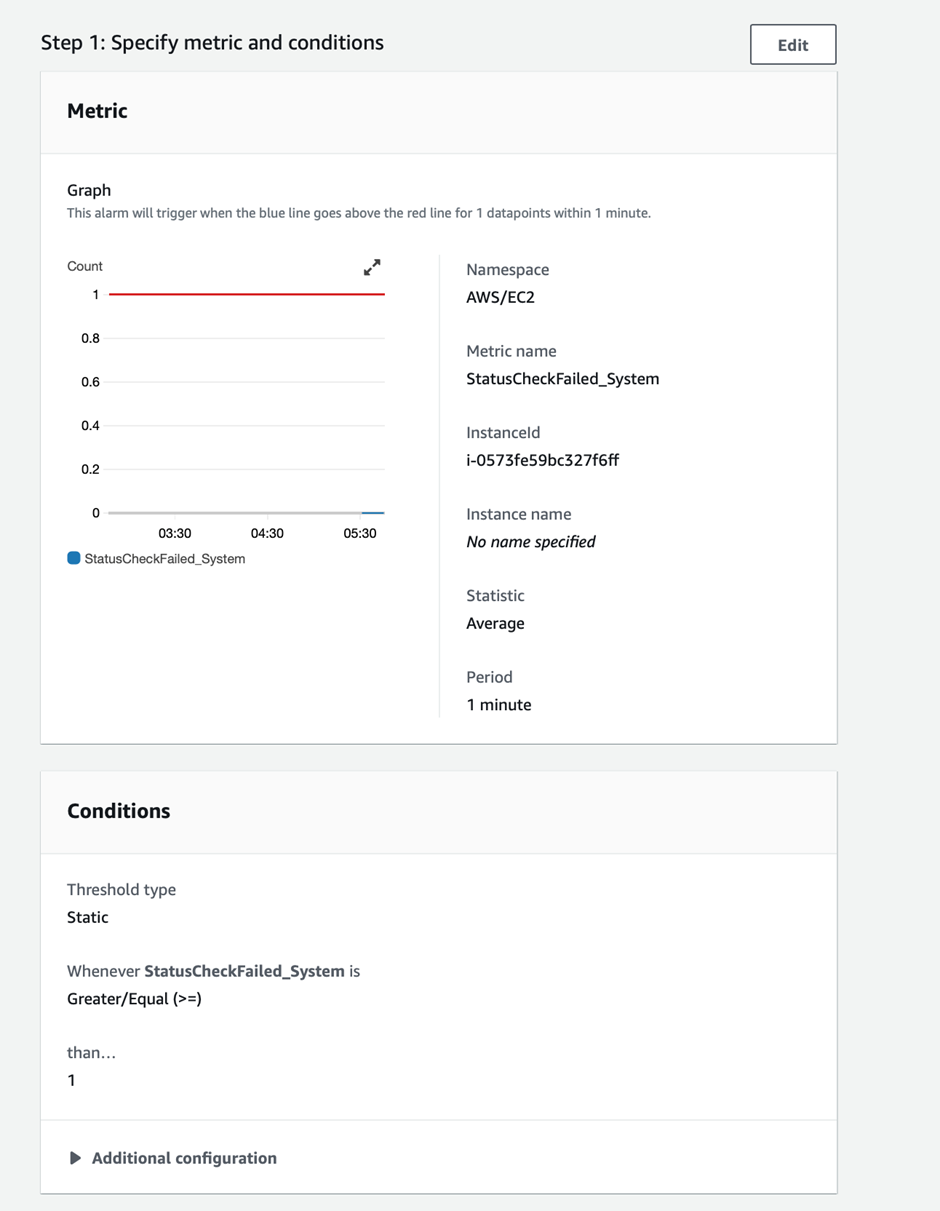 Step 1: Specify metric and conditions
Edit
Metric
Graph
This alarm will trigger when the blue line goes above the red line for 1 datapoints within 1 minute.
Count
1
0.8
0.6
0.4
0.2
0
03:30 04:30 05:30
StatusCheckFailed_System
Namespace
AWS/EC2
Metric name
StatusCheckFailed_System
InstanceId
i-0573fe59bc327f6ff
Instance name
No name specified
Statistic
Average
Period
1 minute
Conditions
Threshold type
Static
Whenever StatusCheckFailed_System is
Greater/Equal (>=)
than…
1
Additional configuration